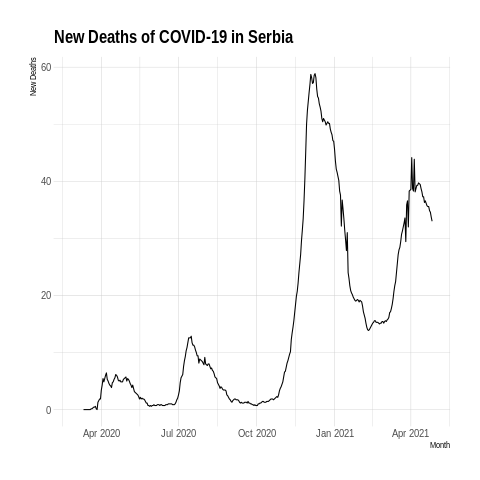 New Deaths of COVID-19 in Serbia
New Deaths
60
40
20
0
Apr 2020 Jul 2020 Oct 2020 Jan 2021 Apr 2021
Month